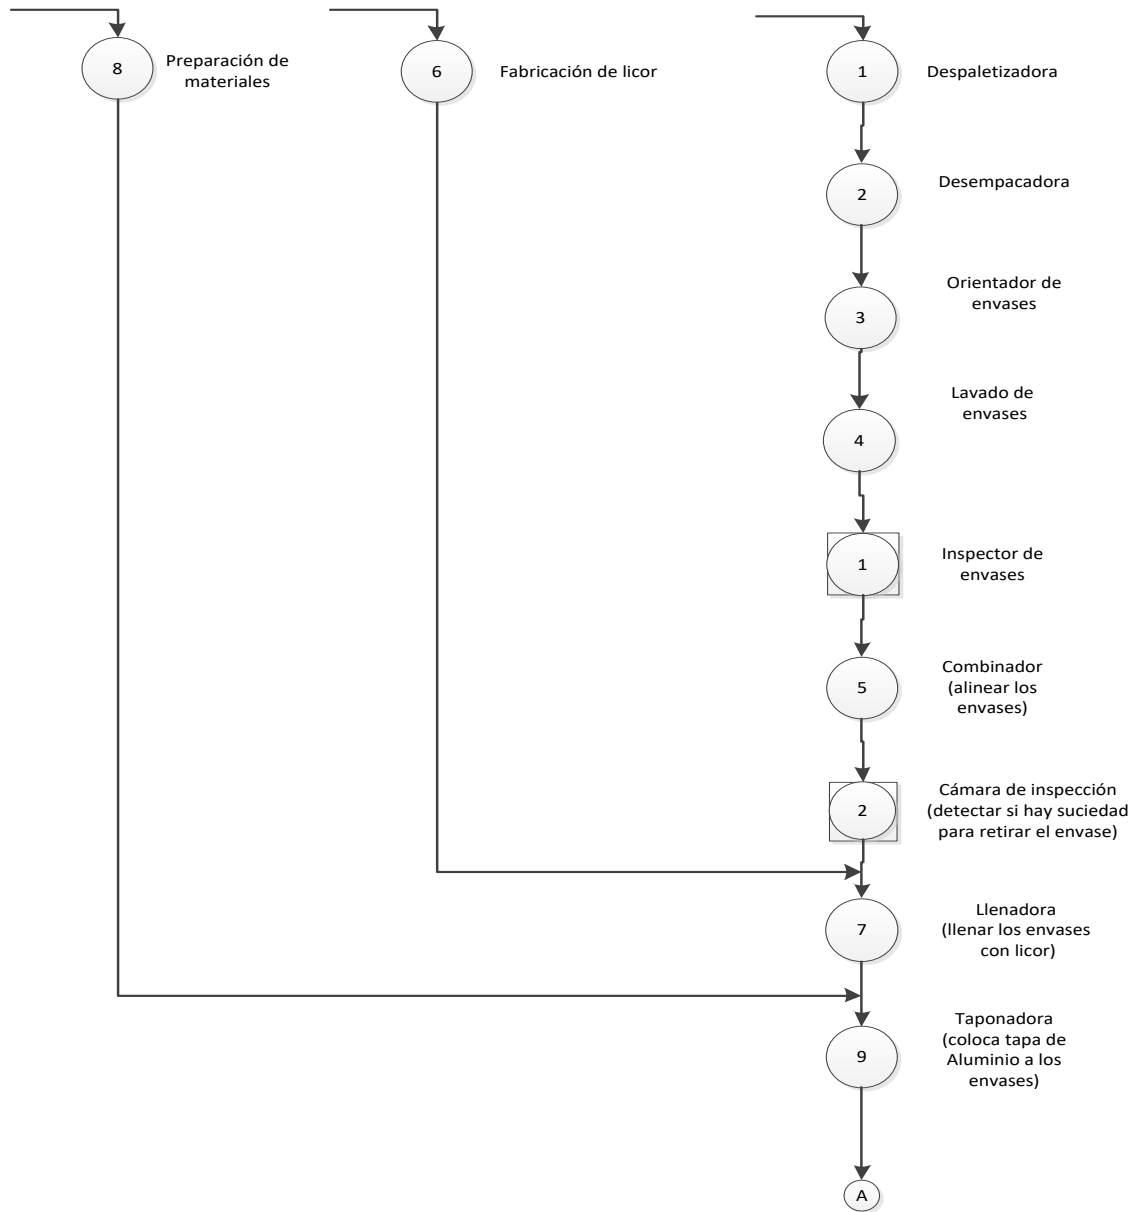 8
Preparación de
materiales
6
Fabricación de licor
1
Despaletizadora
2
Desempacadora
3
Orientador de
envases
4
Lavado de
envases
1
Inspector de
envases
5
Combinador
(alinear los
envases)
2
Cámara de inspección
(detectar si hay suciedad
para retirar el envase)
7
Llenadora
(llenar los envases
con licor)
9
Taponadora
(coloca tapa de
Aluminio a los
envases)
A